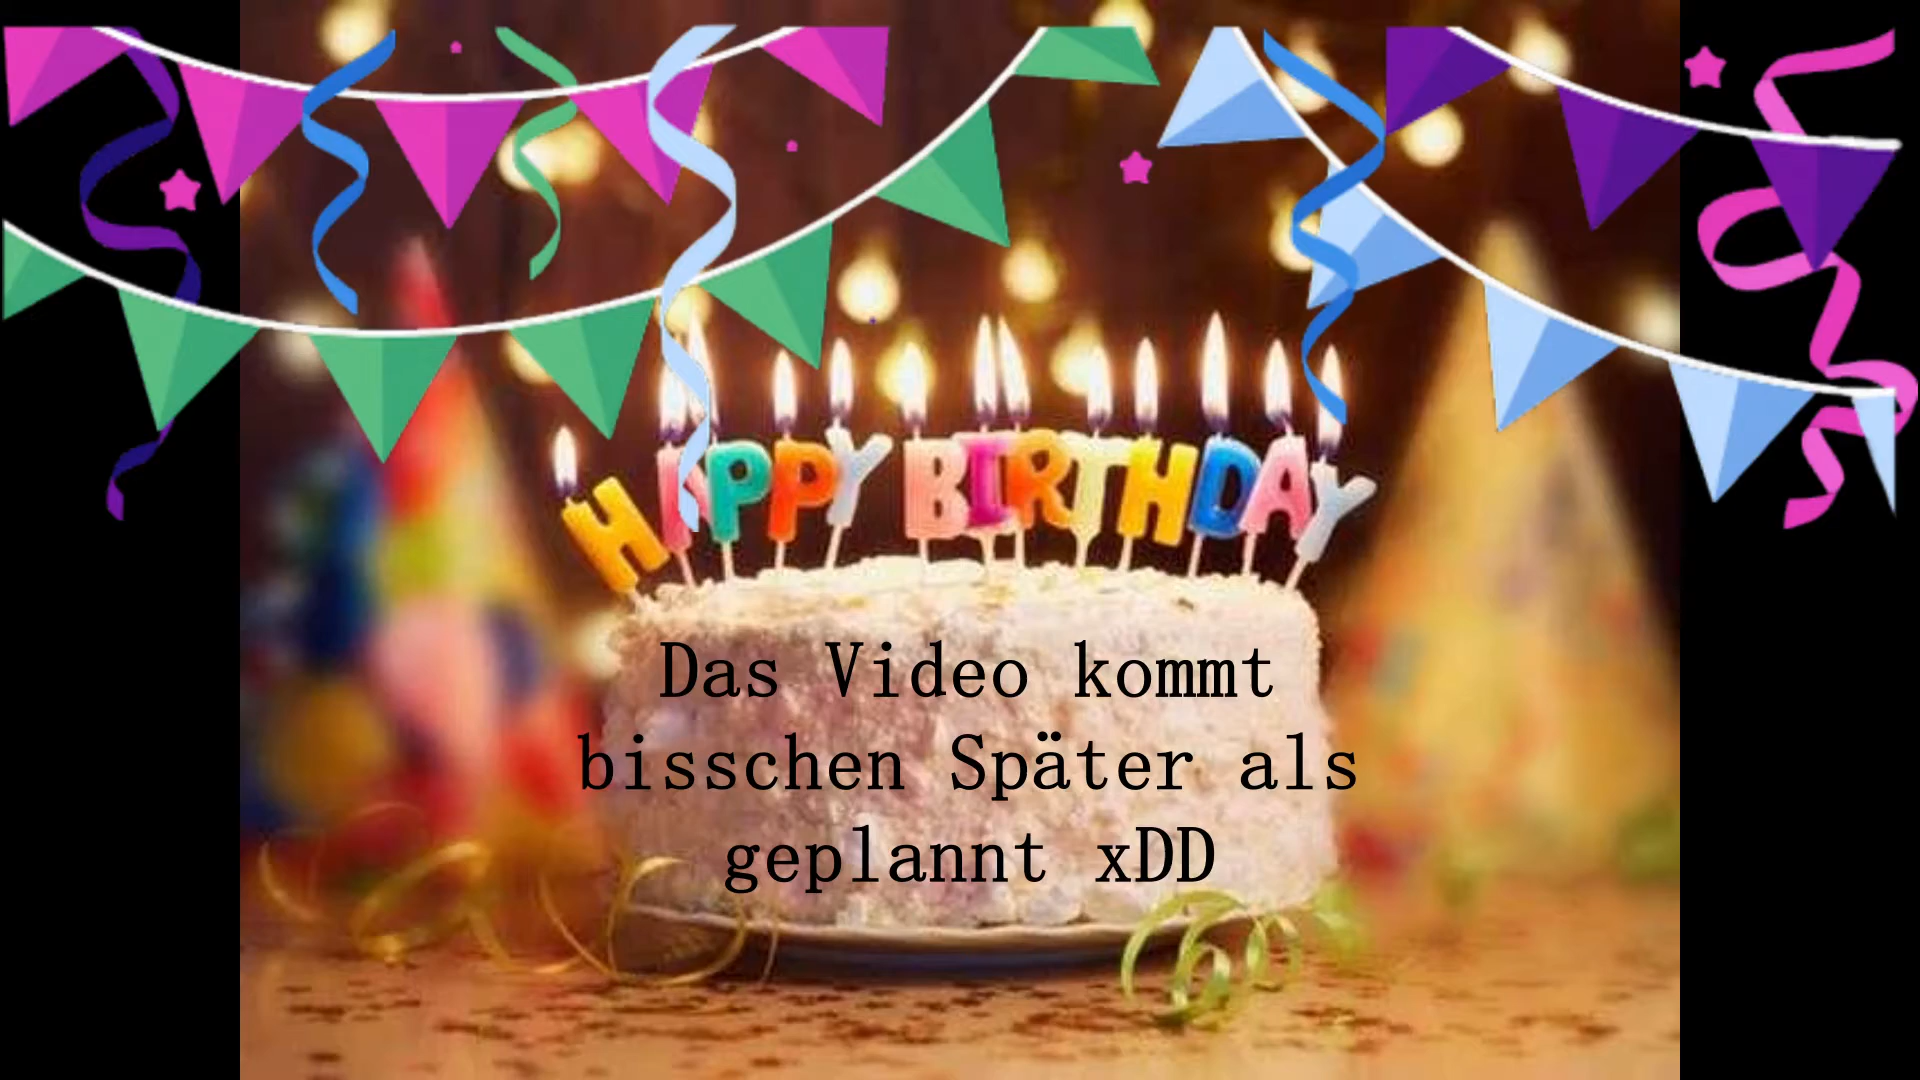 HAPPY BIRTHDAY
Das Video kommt
bisschen Später als
geplannt xDD